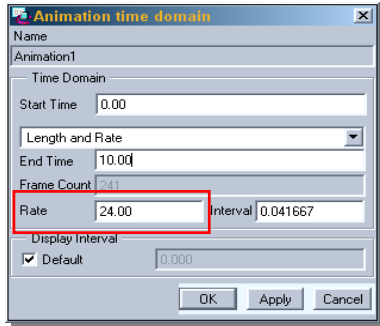 Animation time domain
Name
Animation1
Time Domain
Start Time 0.00
Length and Rate
End Time 10.00
Frame Count 241
Rate 24.00 Interval 0.041667
Display Interval
Default 0.000
OK Apply Cancel